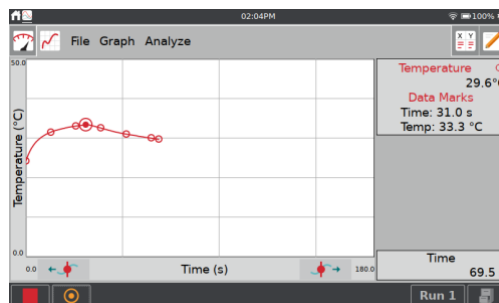 02:04PM
100%
File Graph Analyze
X Y
50.0
Temperature (°C)
0.0
0.0
Time (s)
180.0
Temperature
29.6°
Data Marks
Time: 31.0 s
Temp: 33.3 °C
Time
69.5
Run 1